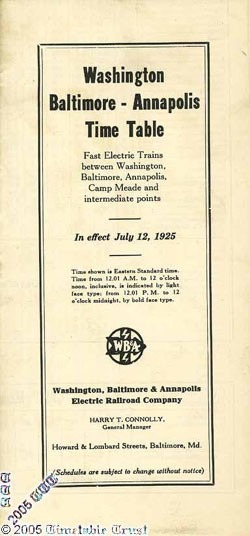 Washington
Baltimore - Annapolis
Time Table
Fast Electric Trains
between Washington,
Baltimore, Annapolis,
Camp Meade and
intermediate points
In effect July 12, 1925
Time shown is Eastern Standard time.
Time from 12.01 A.M. to 12 o'clock
noon, inclusive, is indicated by light
face type; from 12.01 P. M. to 12
o'clock midnight, by bold face type.
WB&A
Washington, Baltimore & Annapolis
Electric Railroad Company
HARRY T. CONNOLLY,
General Manager
Howard & Lombard Streets, Baltimore, Md.
(Schedules are subject to change without notice)
2005
© 2005 Timetable Trust